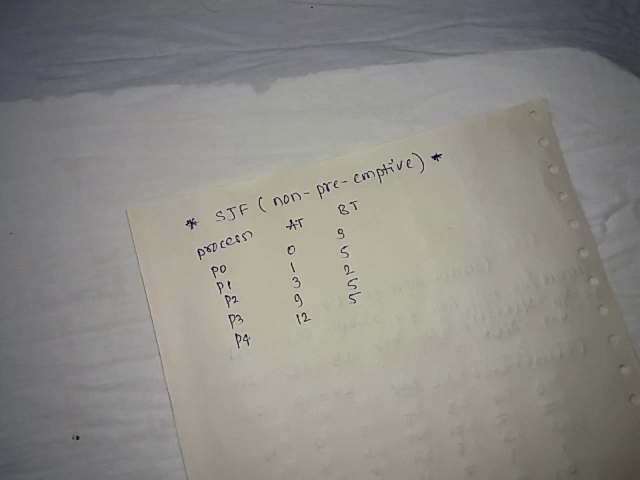 * SJF (non-pre-emptive) *
process AT BT
P0 0 9
P1 1 5
P2 3 2
P3 9 5
P4 12 5